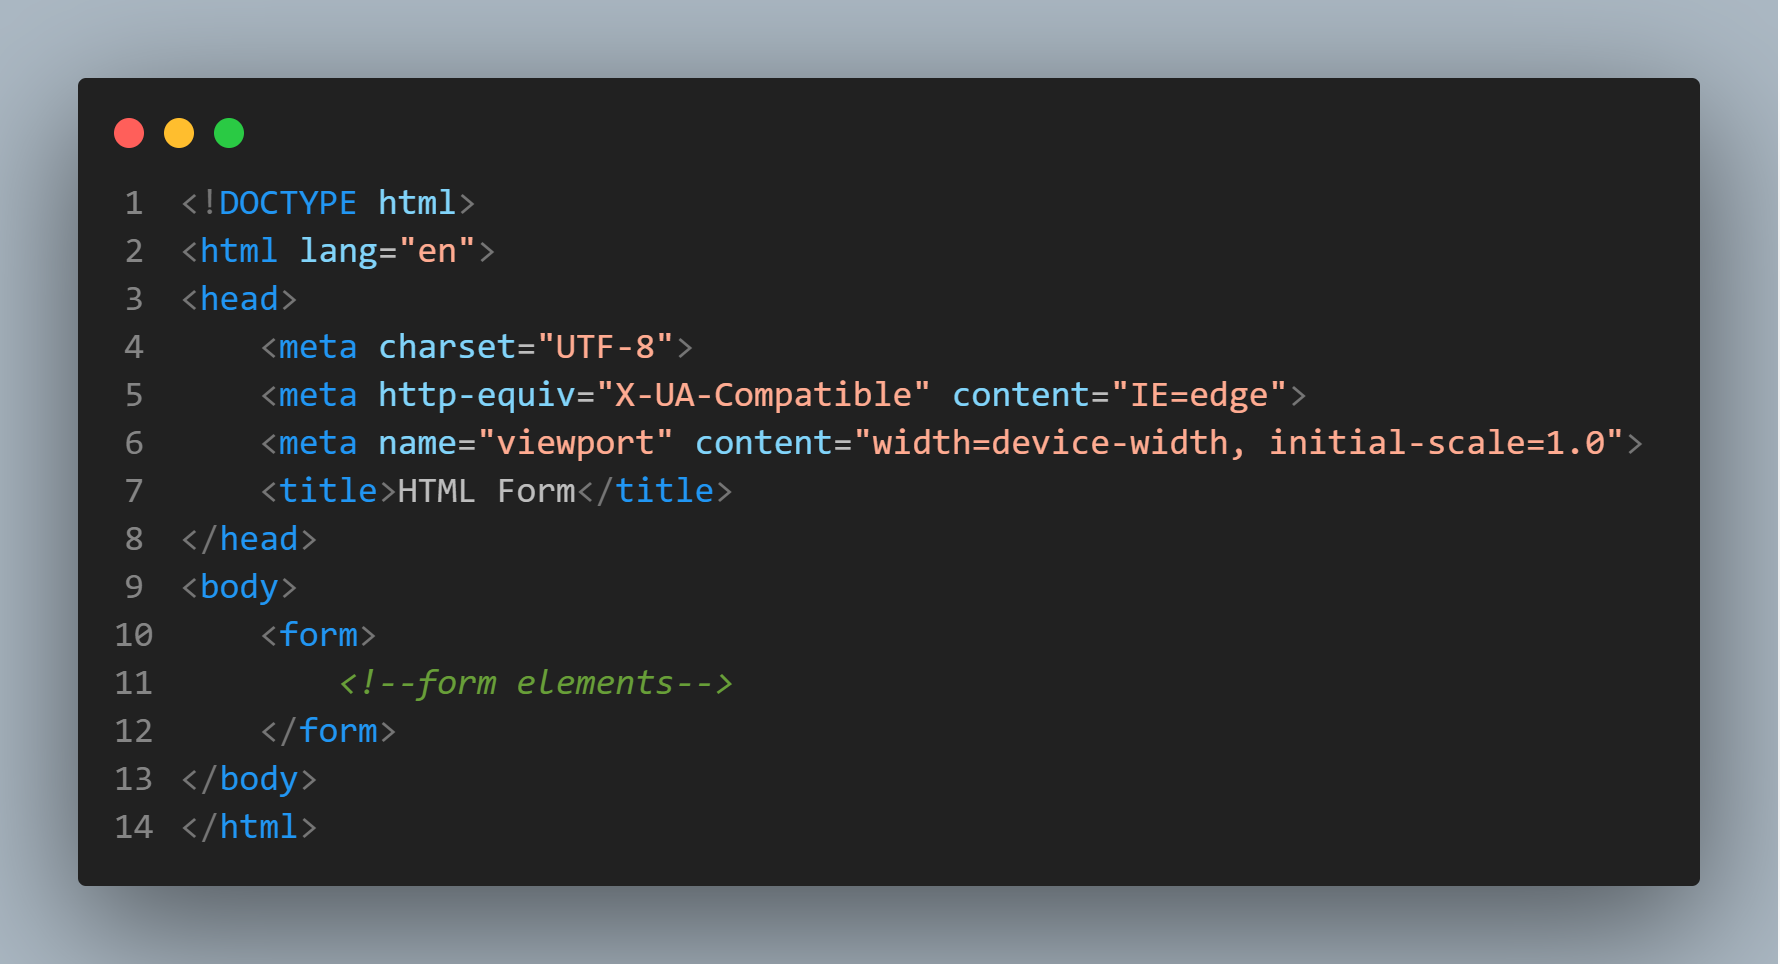 1 <!DOCTYPE html>
2 <html lang="en">
3 <head>
4     <meta charset="UTF-8">
5     <meta http-equiv="X-UA-Compatible" content="IE=edge">
6     <meta name="viewport" content="width=device-width, initial-scale=1.0">
7     <title>HTML Form</title>
8 </head>
9 <body>
10     <form>
11         <!--form elements-->
12     </form>
13 </body>
14 </html>